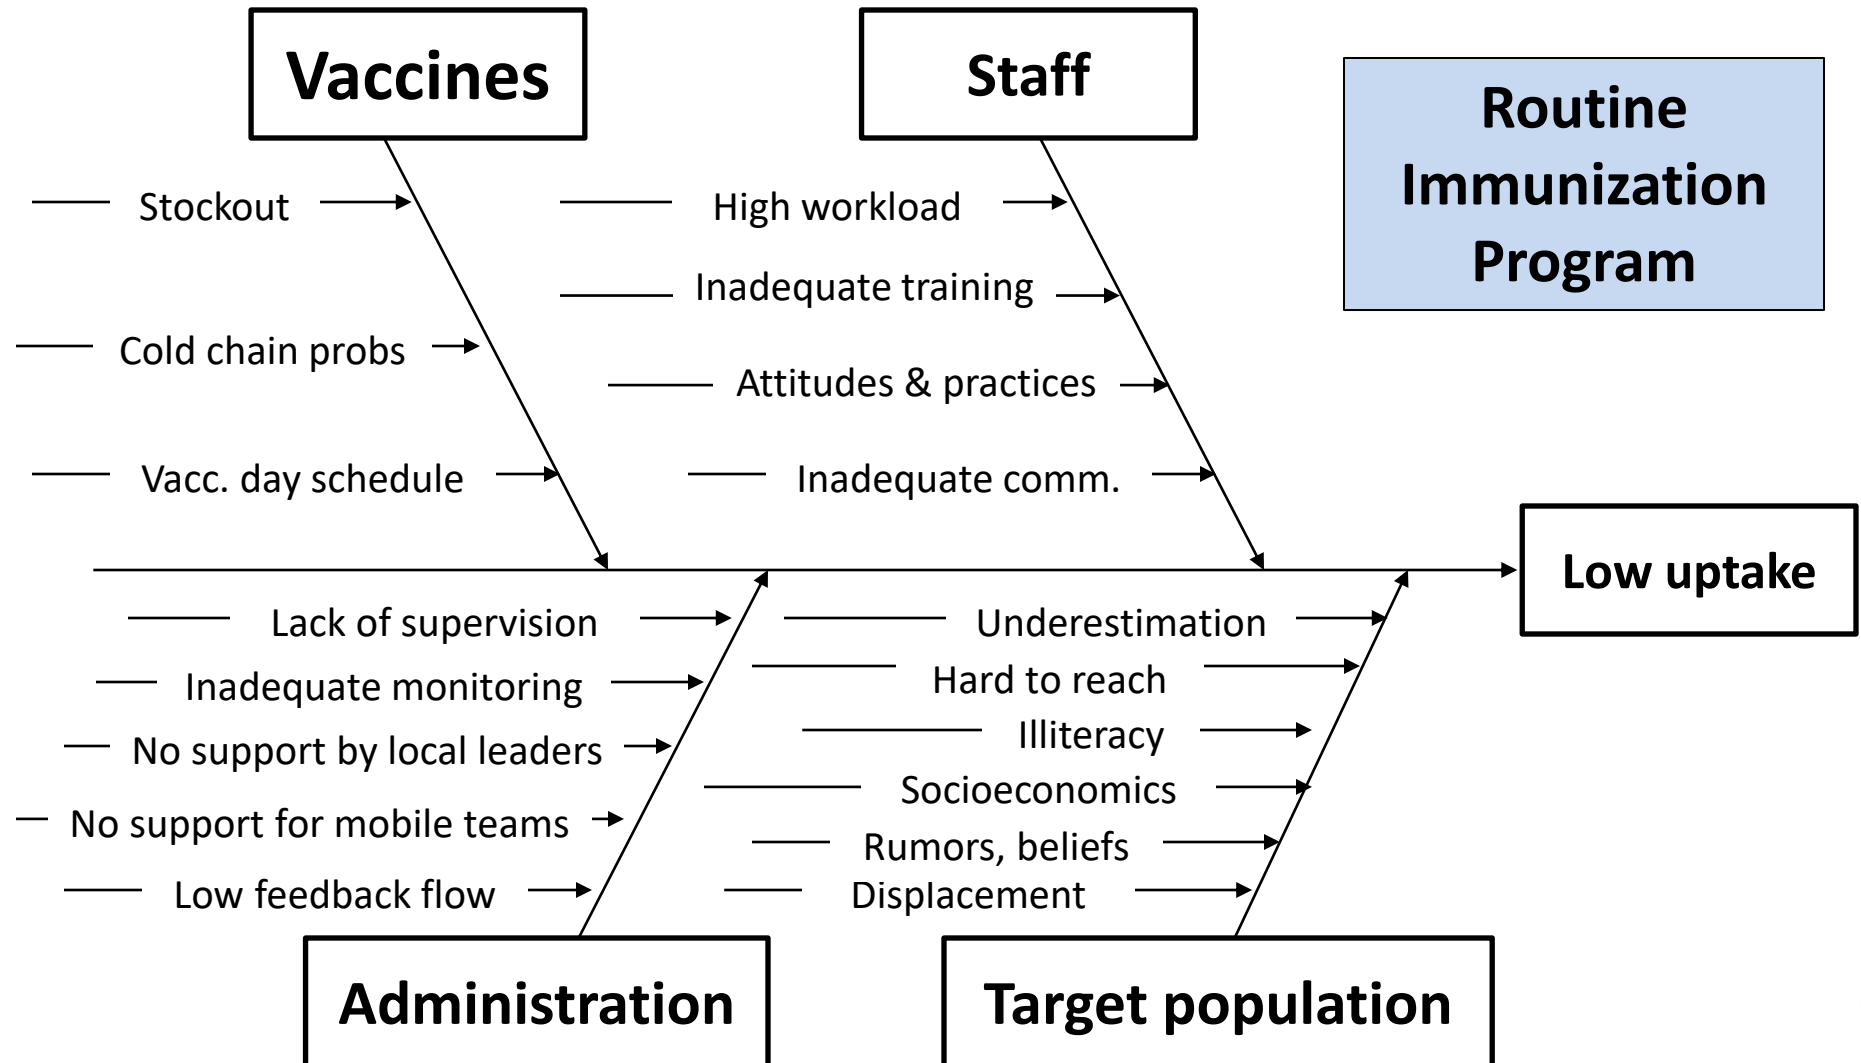 Vaccines
Staff
Routine
Immunization
Program
Stockout
High workload
Inadequate training
Cold chain probs
Attitudes & practices
Vacc. day schedule
Inadequate comm.
Low uptake
Lack of supervision
Underestimation
Inadequate monitoring
Hard to reach
No support by local leaders
Illiteracy
Socioeconomics
No support for mobile teams
Rumors, beliefs
Low feedback flow
Displacement
Administration
Target population